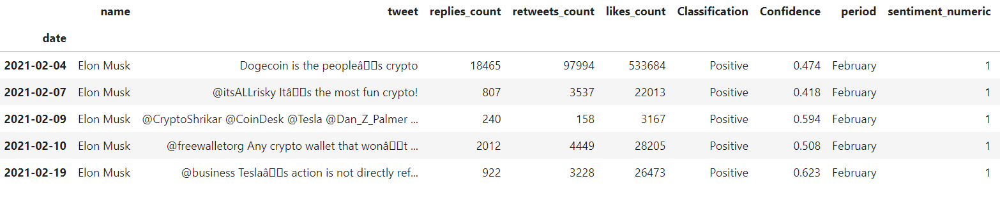 name tweet replies_count retweets_count likes_count Classification Confidence period sentiment_numeric
date
2021-02-04 Elon Musk Dogecoin is the peopleâ▯▯s crypto 18465 97994 533684 Positive 0.474 February 1
2021-02-07 Elon Musk @itsALLrisky Itâ▯▯s the most fun crypto! 807 3537 22013 Positive 0.418 February 1
2021-02-09 Elon Musk @CryptoShrikar @CoinDesk @Tesla @Dan_Z_Palmer ... 240 158 3167 Positive 0.594 February 1
2021-02-10 Elon Musk @freewalletorg Any crypto wallet that wonâ▯▯t ... 2012 4449 28205 Positive 0.508 February 1
2021-02-19 Elon Musk @business Teslaâ▯▯s action is not directly ref... 922 3228 26473 Positive 0.623 February 1